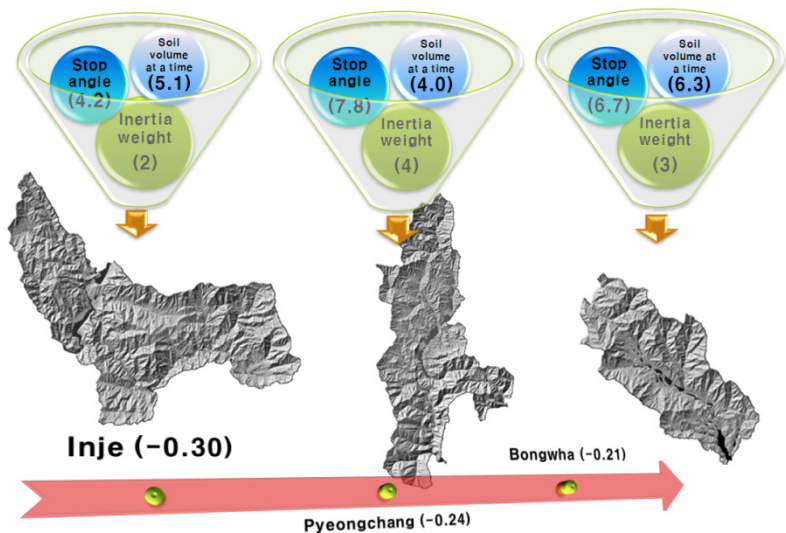 Stop
angle
(4.2)
Soil
volume
at a time
(5.1)
Inertia
weight
(2)
Stop
angle
(7.8)
Soil
volume
at a time
(4.0)
Inertia
weight
(4)
Stop
angle
(6.7)
Soil
volume at
a time
(6.3)
Inertia
weight
(3)
Inje (-0.30)
Bongwha (-0.21)
Pyeongchang (-0.24)